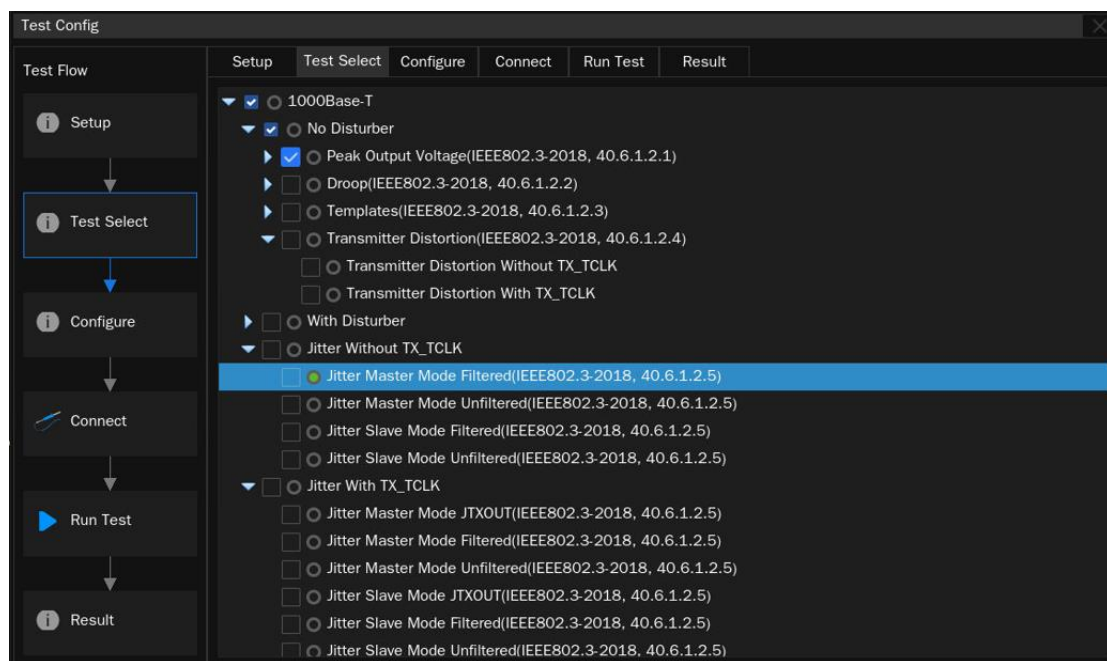 Test Config
Test Flow
Setup
Test Select
Configure
Connect
Run Test
Result
Setup Test Select Configure Connect Run Test Result
1000Base-T
No Disturber
Peak Output Voltage(IEEE802.3-2018, 40.6.1.2.1)
Droop(IEEE802.3-2018, 40.6.1.2.2)
Templates(IEEE802.3-2018, 40.6.1.2.3)
Transmitter Distortion(IEEE802.3-2018, 40.6.1.2.4)
Transmitter Distortion Without TX_TCLK
Transmitter Distortion With TX_TCLK
With Disturber
Jitter Without TX_TCLK
Jitter Master Mode Filtered(IEEE802.3-2018, 40.6.1.2.5)
Jitter Master Mode Unfiltered(IEEE802.3-2018, 40.6.1.2.5)
Jitter Slave Mode Filtered(IEEE802.3-2018, 40.6.1.2.5)
Jitter Slave Mode Unfiltered(IEEE802.3-2018, 40.6.1.2.5)
Jitter With TX_TCLK
Jitter Master Mode JTXOUT(IEEE802.3-2018, 40.6.1.2.5)
Jitter Master Mode Filtered(IEEE802.3-2018, 40.6.1.2.5)
Jitter Master Mode Unfiltered(IEEE802.3-2018, 40.6.1.2.5)
Jitter Slave Mode JTXOUT(IEEE802.3-2018, 40.6.1.2.5)
Jitter Slave Mode Filtered(IEEE802.3-2018, 40.6.1.2.5)
Jitter Slave Mode Unfiltered(IEEE802.3-2018, 40.6.1.2.5)